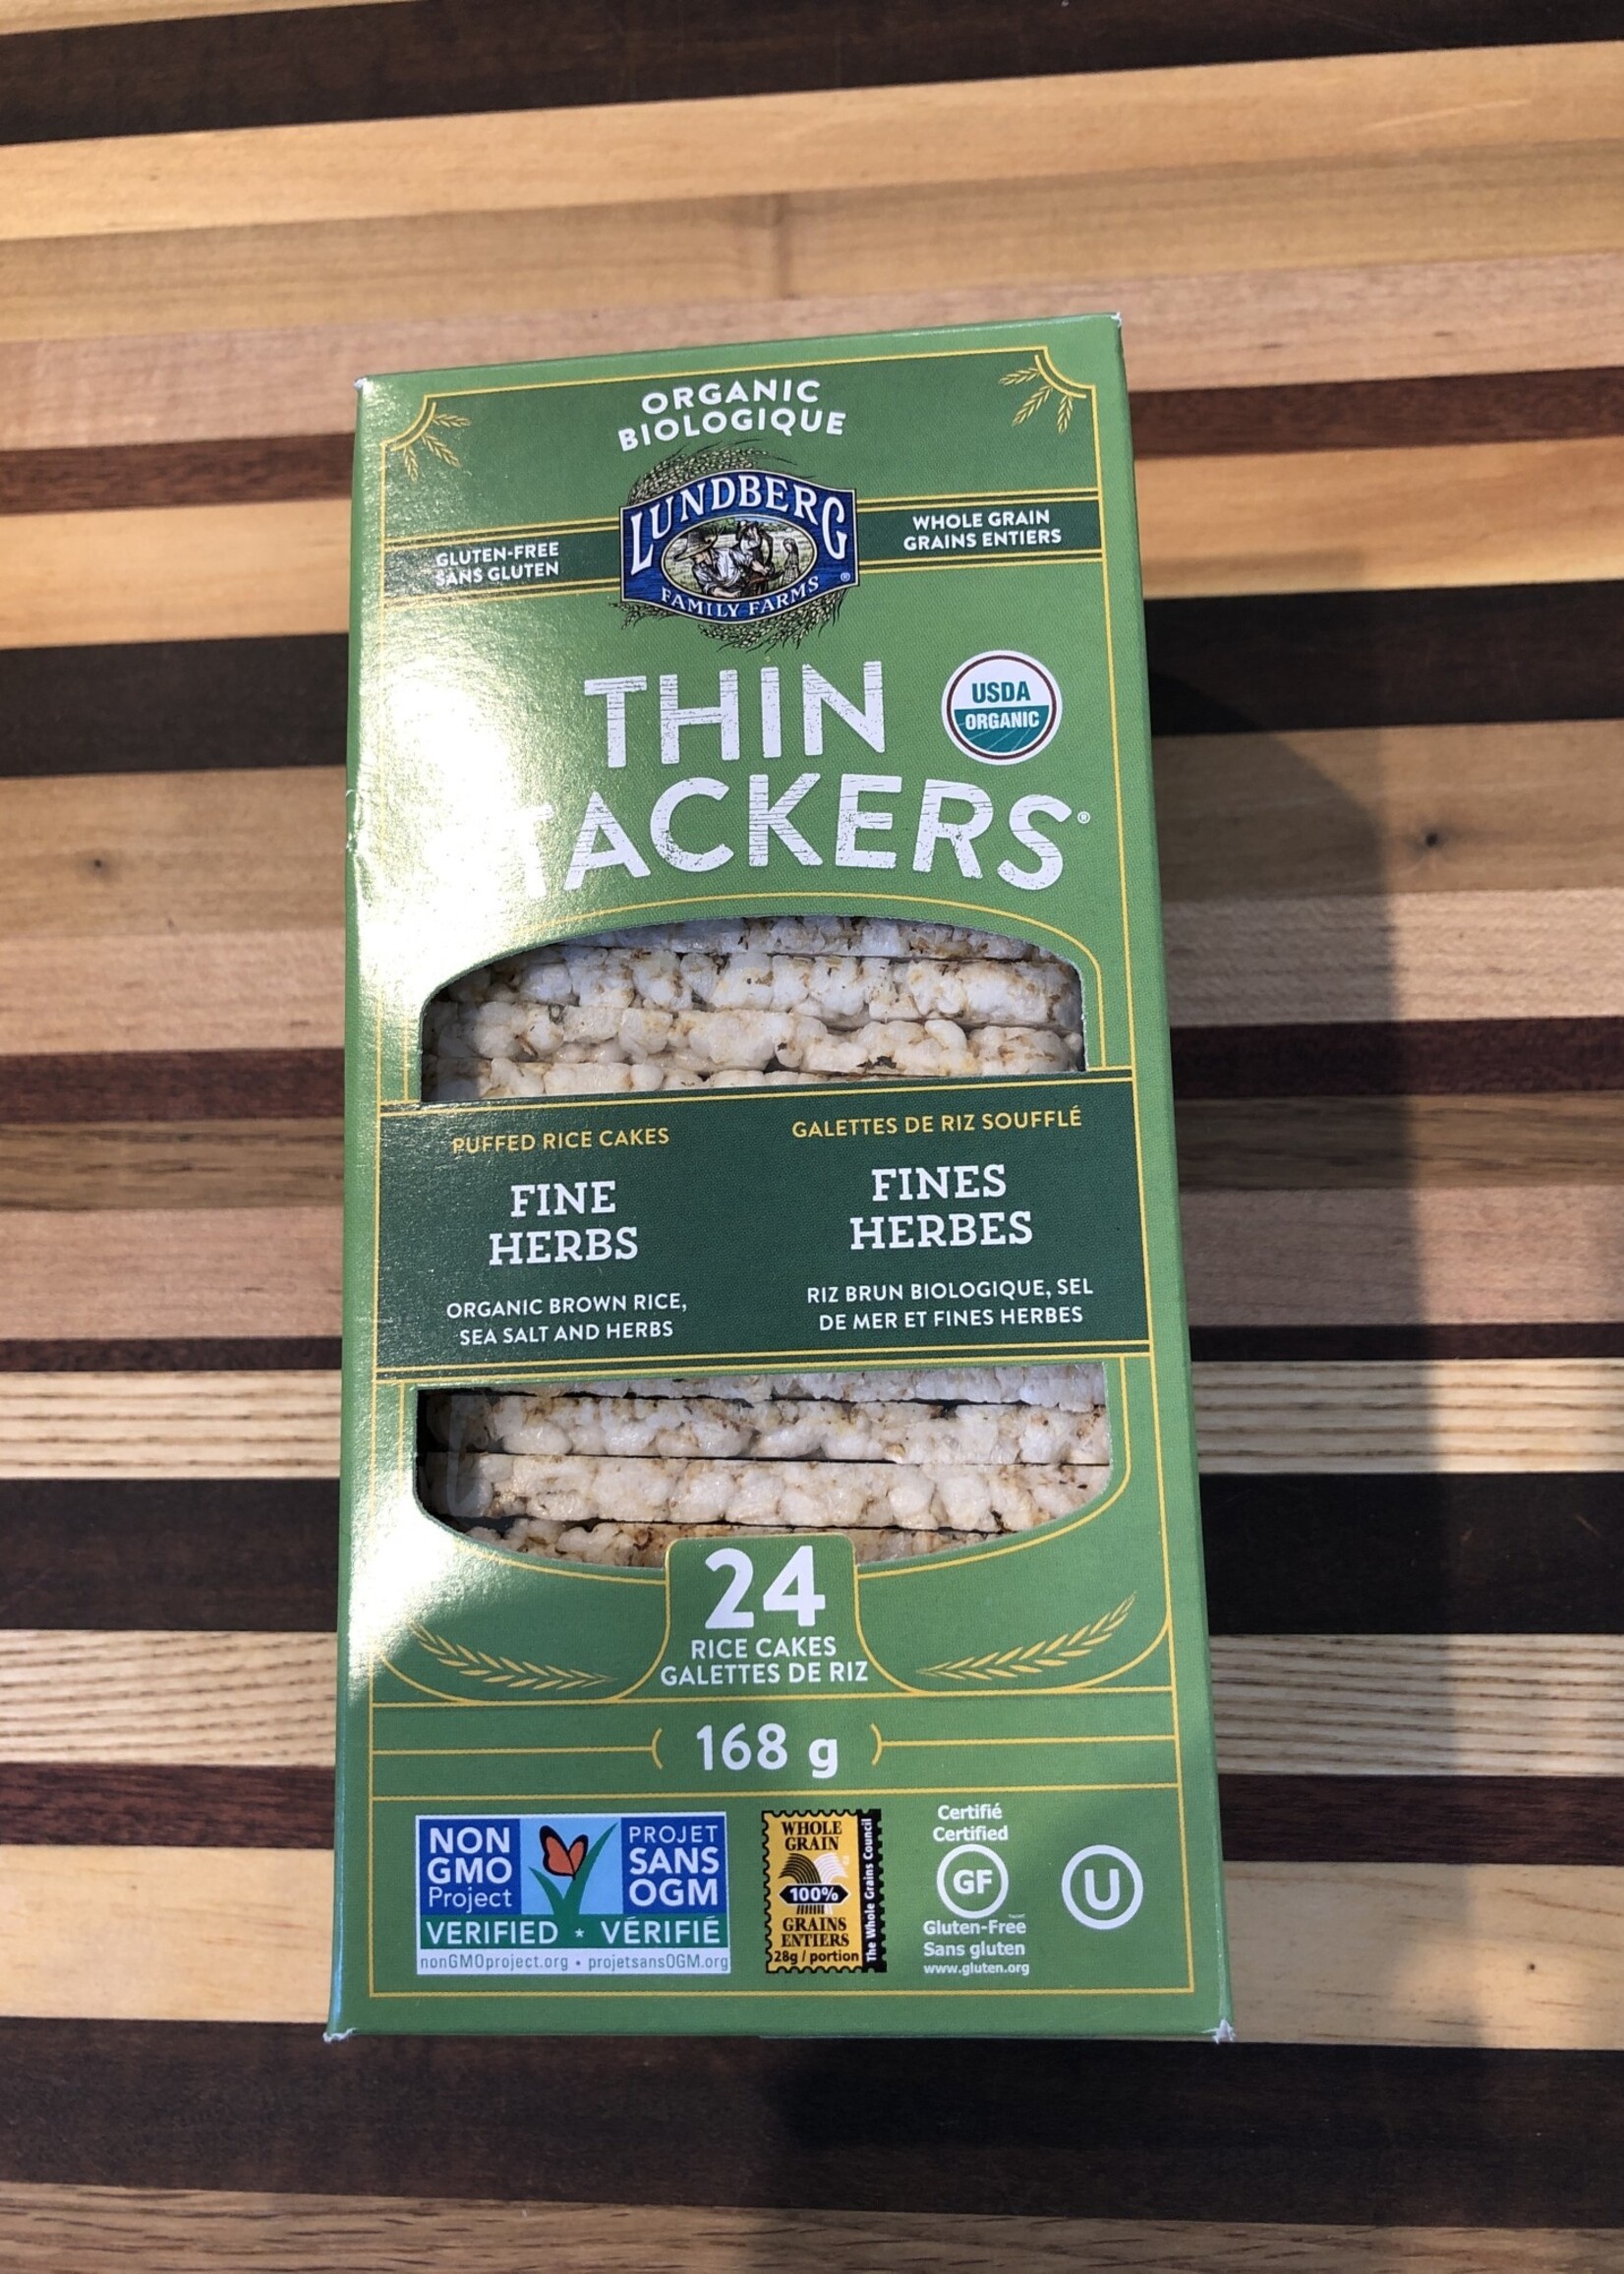 ORGANIC
BIOLOGIQUE
LUNDBERG
FAMILY FARMS
®
GLUTEN-FREE
SANS GLUTEN
WHOLE GRAIN
GRAINS ENTIERS
THIN
TACKERS®
USDA
ORGANIC
PUFFED RICE CAKES
FINE
HERBS
ORGANIC BROWN RICE,
SEA SALT AND HERBS
GALETTES DE RIZ SOUFFLÉ
FINES
HERBES
RIZ BRUN BIOLOGIQUE, SEL
DE MER ET FINES HERBES
24
RICE CAKES
GALETTES DE RIZ
168 g
NON
GMO
Project
PROJET
SANS
OGM
VERIFIED • VÉRIFIÉ
nonGMOproject.org • projetsansOGM.org
WHOLE
GRAIN
100%
GRAINS
ENTIERS
28g / portion
The Whole Grains Council
Certifié
Certified
GF
Gluten-Free
Sans gluten
www.gluten.org
U